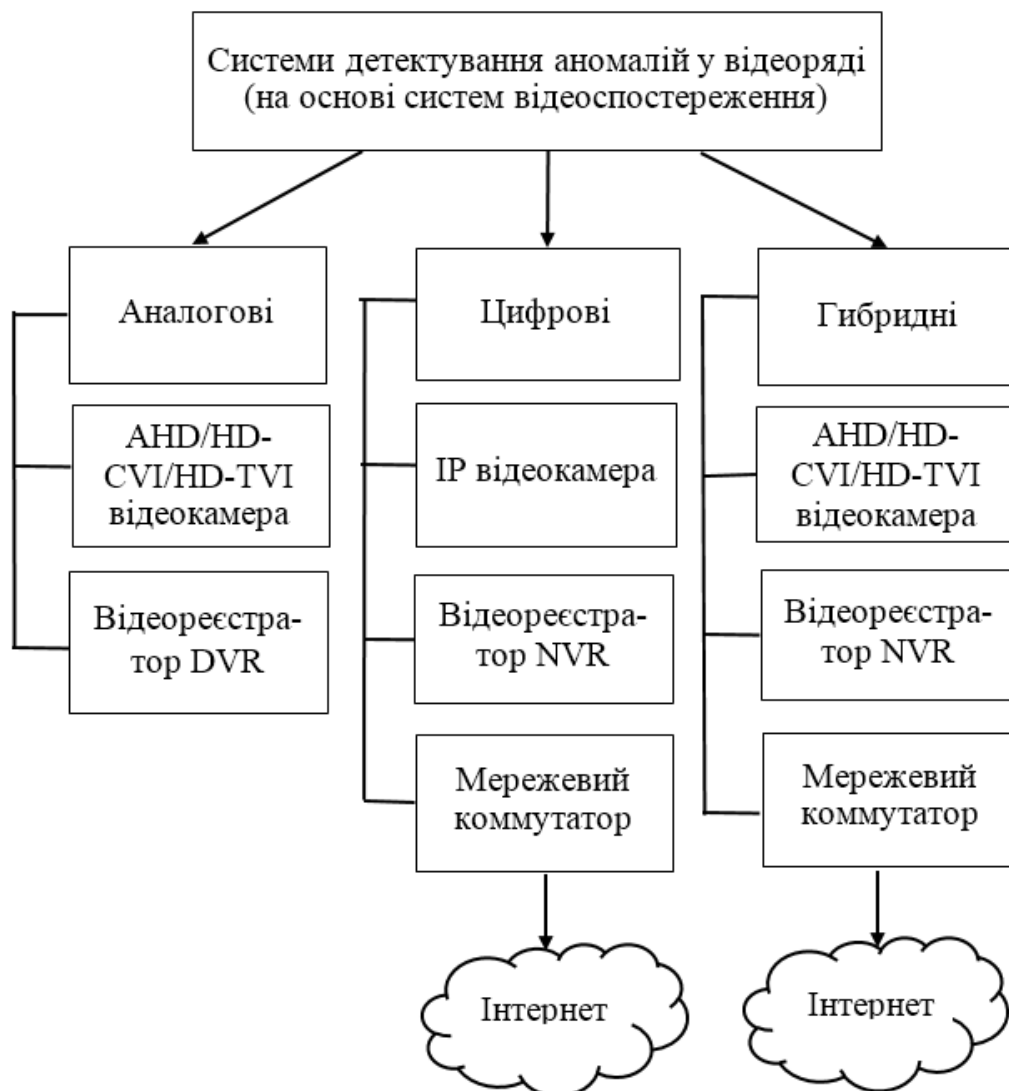 Системи детектування аномалій у відеоряді
(на основі систем відеоспостереження)
Аналогові
AHD/HD-
CVI/HD-TVI
відеокамера
Відеореєстра-
тор DVR
Цифрові
IP відеокамера
Відеореєстра-
тор NVR
Мережевий
коммутатор
Інтернет
Гибридні
AHD/HD-
CVI/HD-TVI
відеокамера
Відеореєстра-
тор NVR
Мережевий
коммутатор
Інтернет